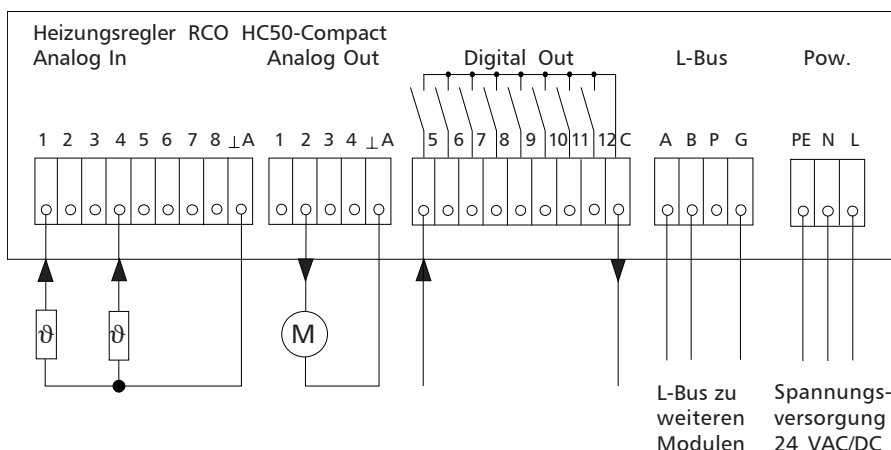 Heizungsregler RCO HC50-Compact
Analog In Analog Out Digital Out L-Bus Pow.
1 2 3 4 5 6 7 8 ⊥A 1 2 3 4 ⊥A 5 6 7 8 9 10 11 12 C A B P G PE N L
ϑ ϑ M
L-Bus zu
weiteren
Modulen
Spannungs-
versorgung
24 VAC/DC